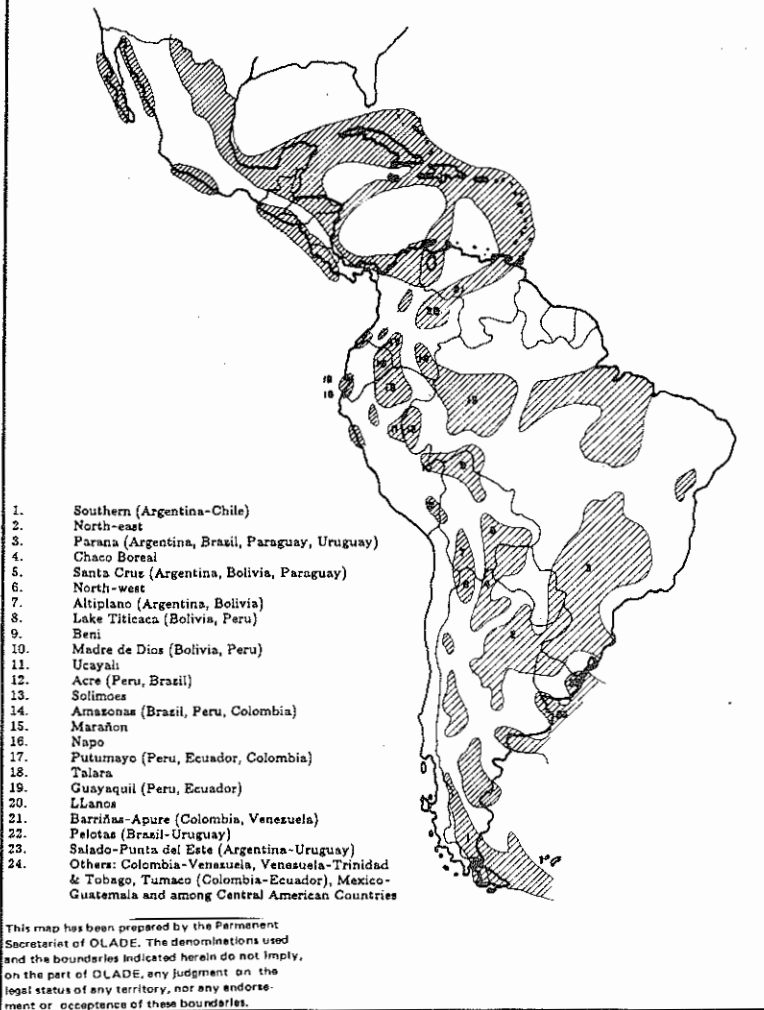 1. Southern (Argentina-Chile)
2. North-east
3. Parana (Argentina, Brazil, Paraguay, Uruguay)
4. Chaco Boreal
5. Santa Cruz (Argentina, Bolivia, Paraguay)
6. North-west
7. Altiplano (Argentina, Bolivia)
8. Lake Titicaca (Bolivia, Peru)
9. Beni
10. Madre de Dios (Bolivia, Peru)
11. Ucayali
12. Acre (Peru, Brazil)
13. Solimoes
14. Amazonas (Brazil, Peru, Colombia)
15. Marañon
16. Napo
17. Putumayo (Peru, Ecuador, Colombia)
18. Talara
19. Guayaquil (Peru, Ecuador)
20. LLanos
21. Barriñas-Apure (Colombia, Venezuela)
22. Pelotas (Brazil-Uruguay)
23. Salado-Punta del Este (Argentina-Uruguay)
24. Others: Colombia-Venezuela, Venezuela-Trinidad
& Tobago, Tumaco (Colombia-Ecuador), Mexico-
Guatemala and among Central American Countries
This map has been prepared by the Permanent
Secretariat of OLADE. The denominations used
and the boundaries indicated herein do not imply,
on the part of OLADE, any judgment on the
legal status of any territory, nor any endorse-
ment or acceptance of these boundaries.